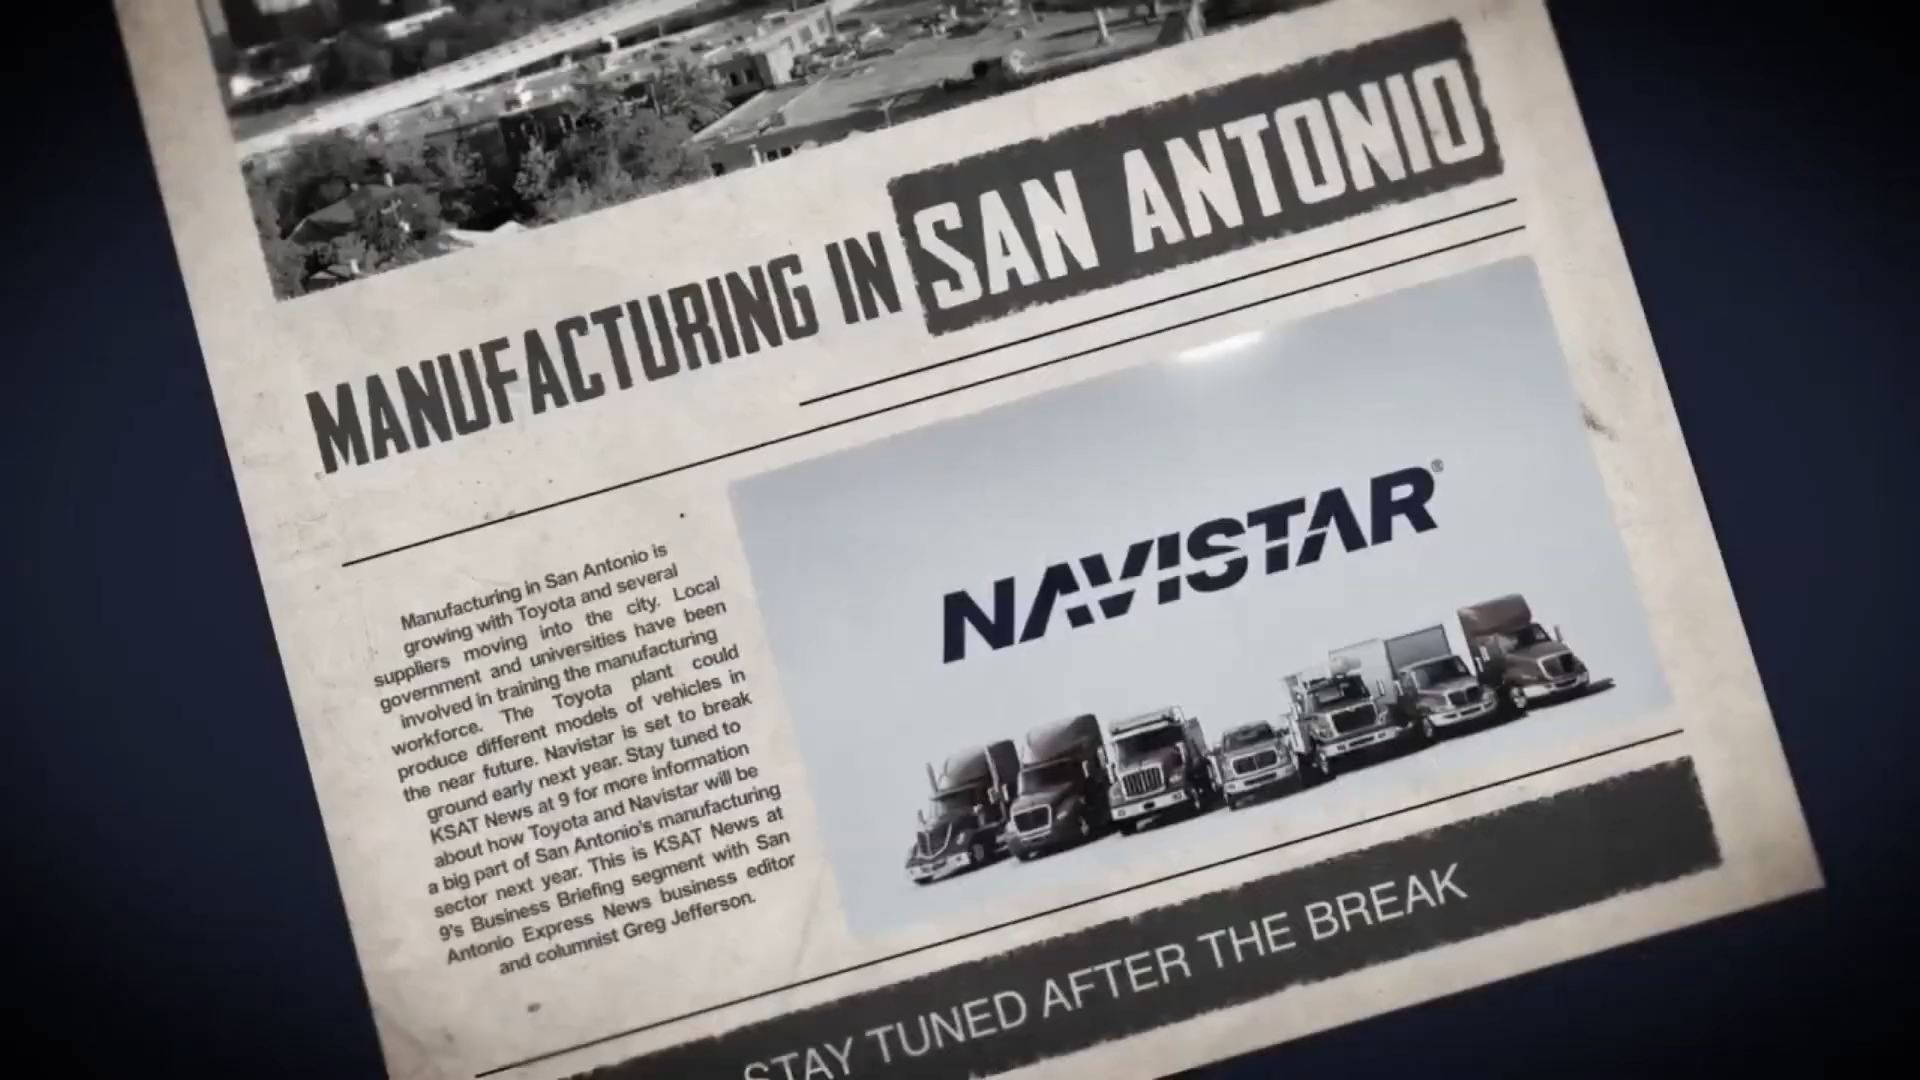 MANUFACTURING IN SAN ANTONIO
Manufacturing in San Antonio is
growing with Toyota and several
suppliers moving into the city. Local
government and universities have been
involved in training the manufacturing
workforce. The Toyota plant could
produce different models of vehicles in
the near future. Navistar is set to break
ground early next year. Stay tuned to
KSAT News at 9 for more information
about how Toyota and Navistar will be
a big part of San Antonio's manufacturing
sector next year. This is KSAT News at
9's Business Briefing segment with San
Antonio Express News business editor
and columnist Greg Jefferson.
NAVISTAR®
STAY TUNED AFTER THE BREAK